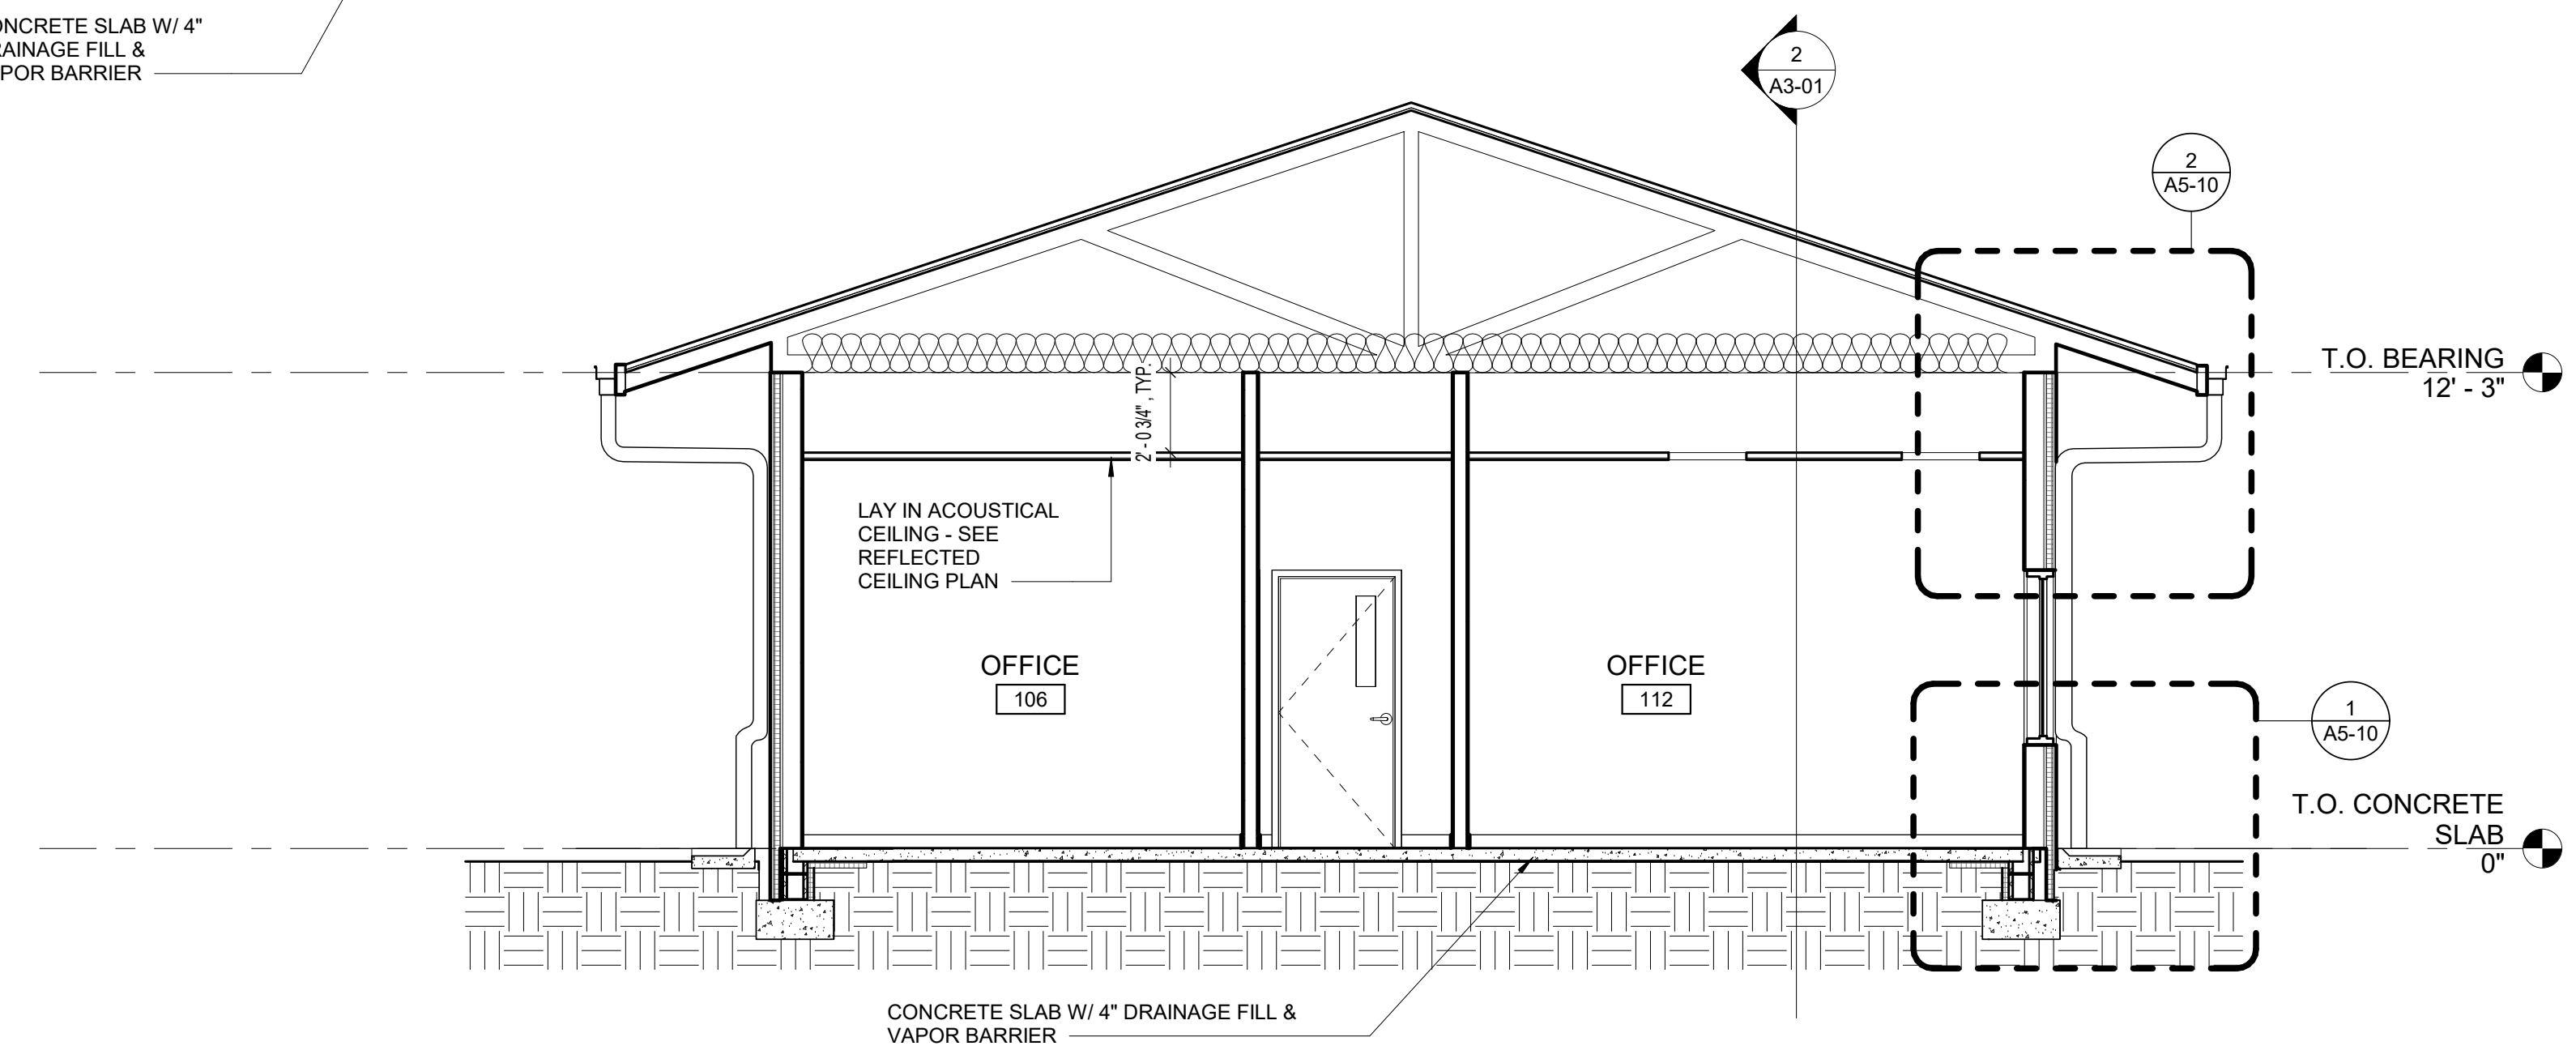 ONCRETE SLAB W/ 4"
RAINAGE FILL &
POR BARRIER
2
A3-01
2
A5-10
T.O. BEARING
12' - 3"
2' - 0 3/4" , TYP.
LAY IN ACOUSTICAL
CEILING - SEE
REFLECTED
CEILING PLAN
OFFICE
106
OFFICE
112
1
A5-10
T.O. CONCRETE
SLAB
0"
CONCRETE SLAB W/ 4" DRAINAGE FILL &
VAPOR BARRIER